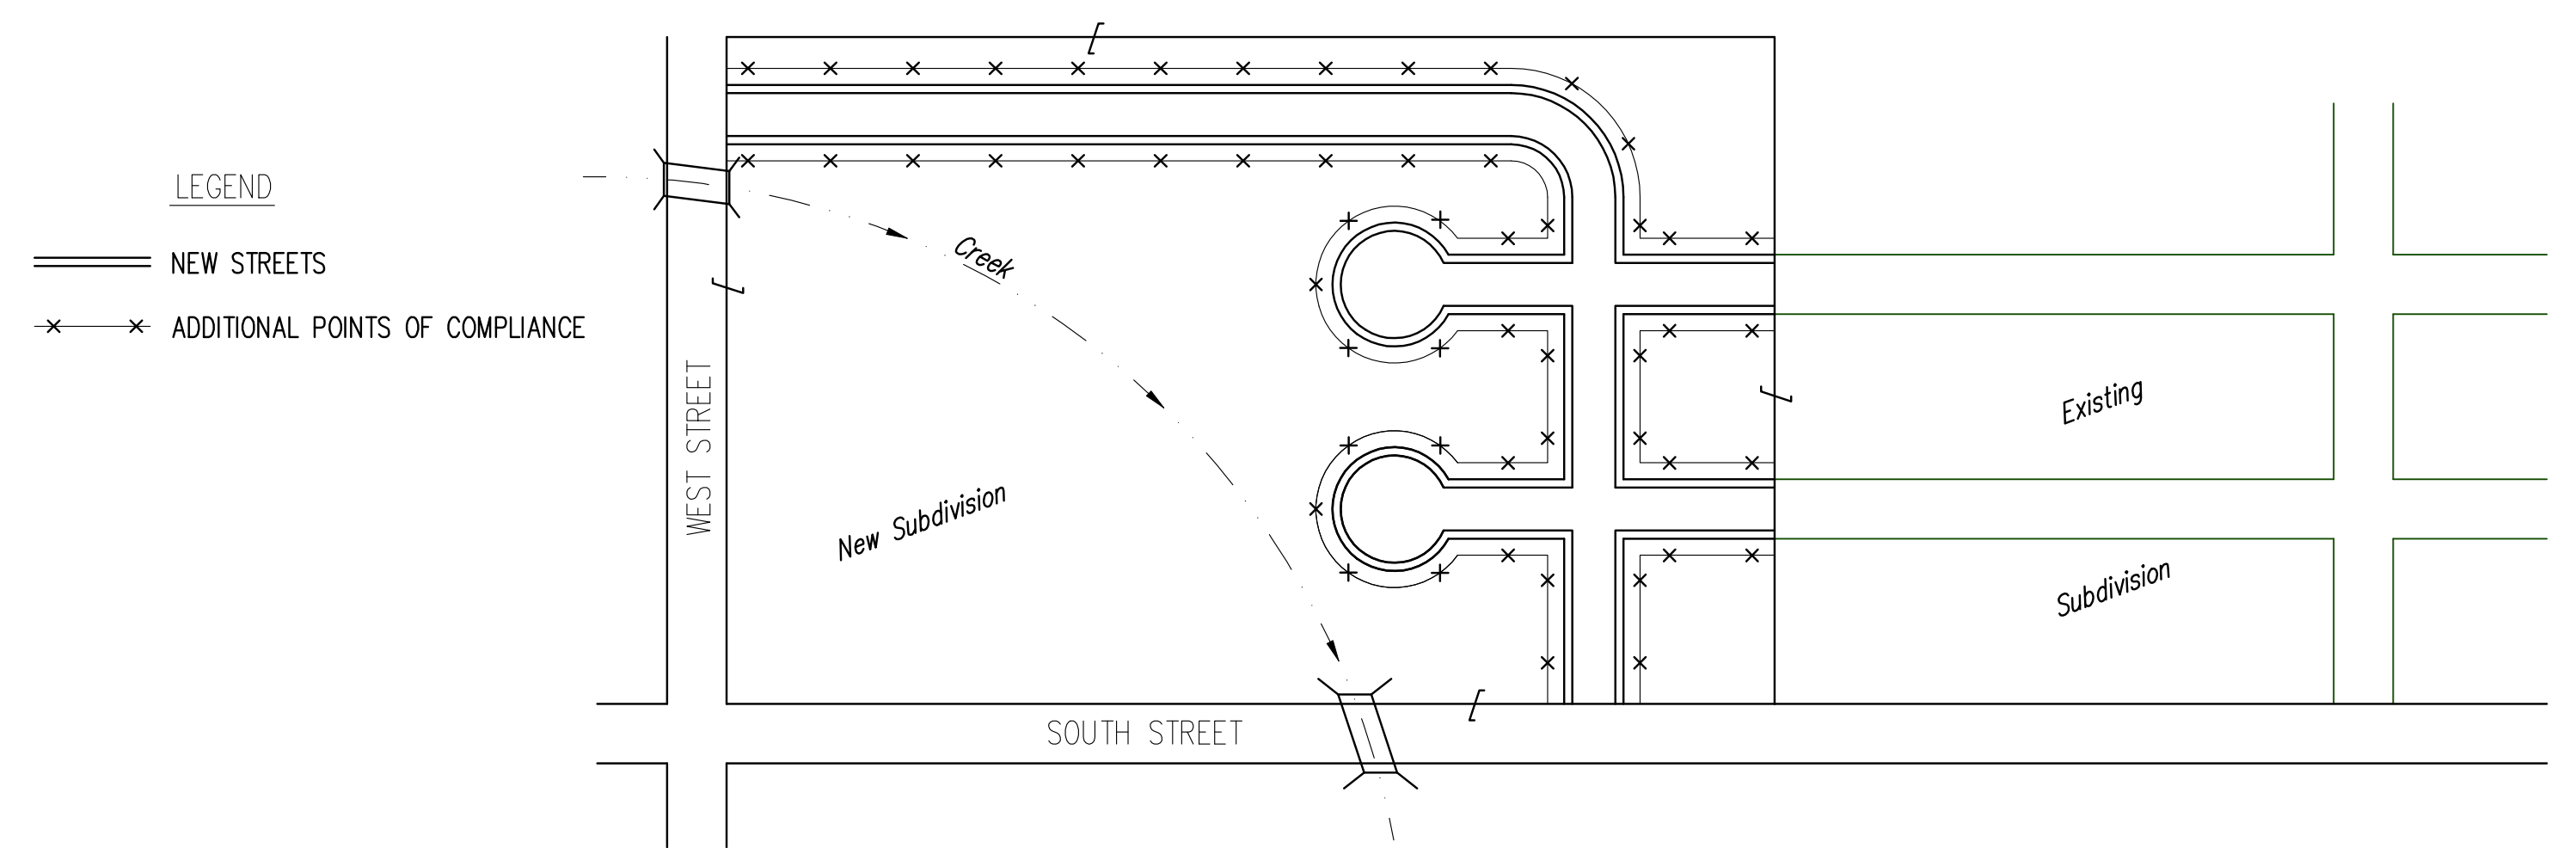 LEGEND
NEW STREETS
ADDITIONAL POINTS OF COMPLIANCE
Creek
WEST STREET
New Subdivision
SOUTH STREET
Existing
Subdivision